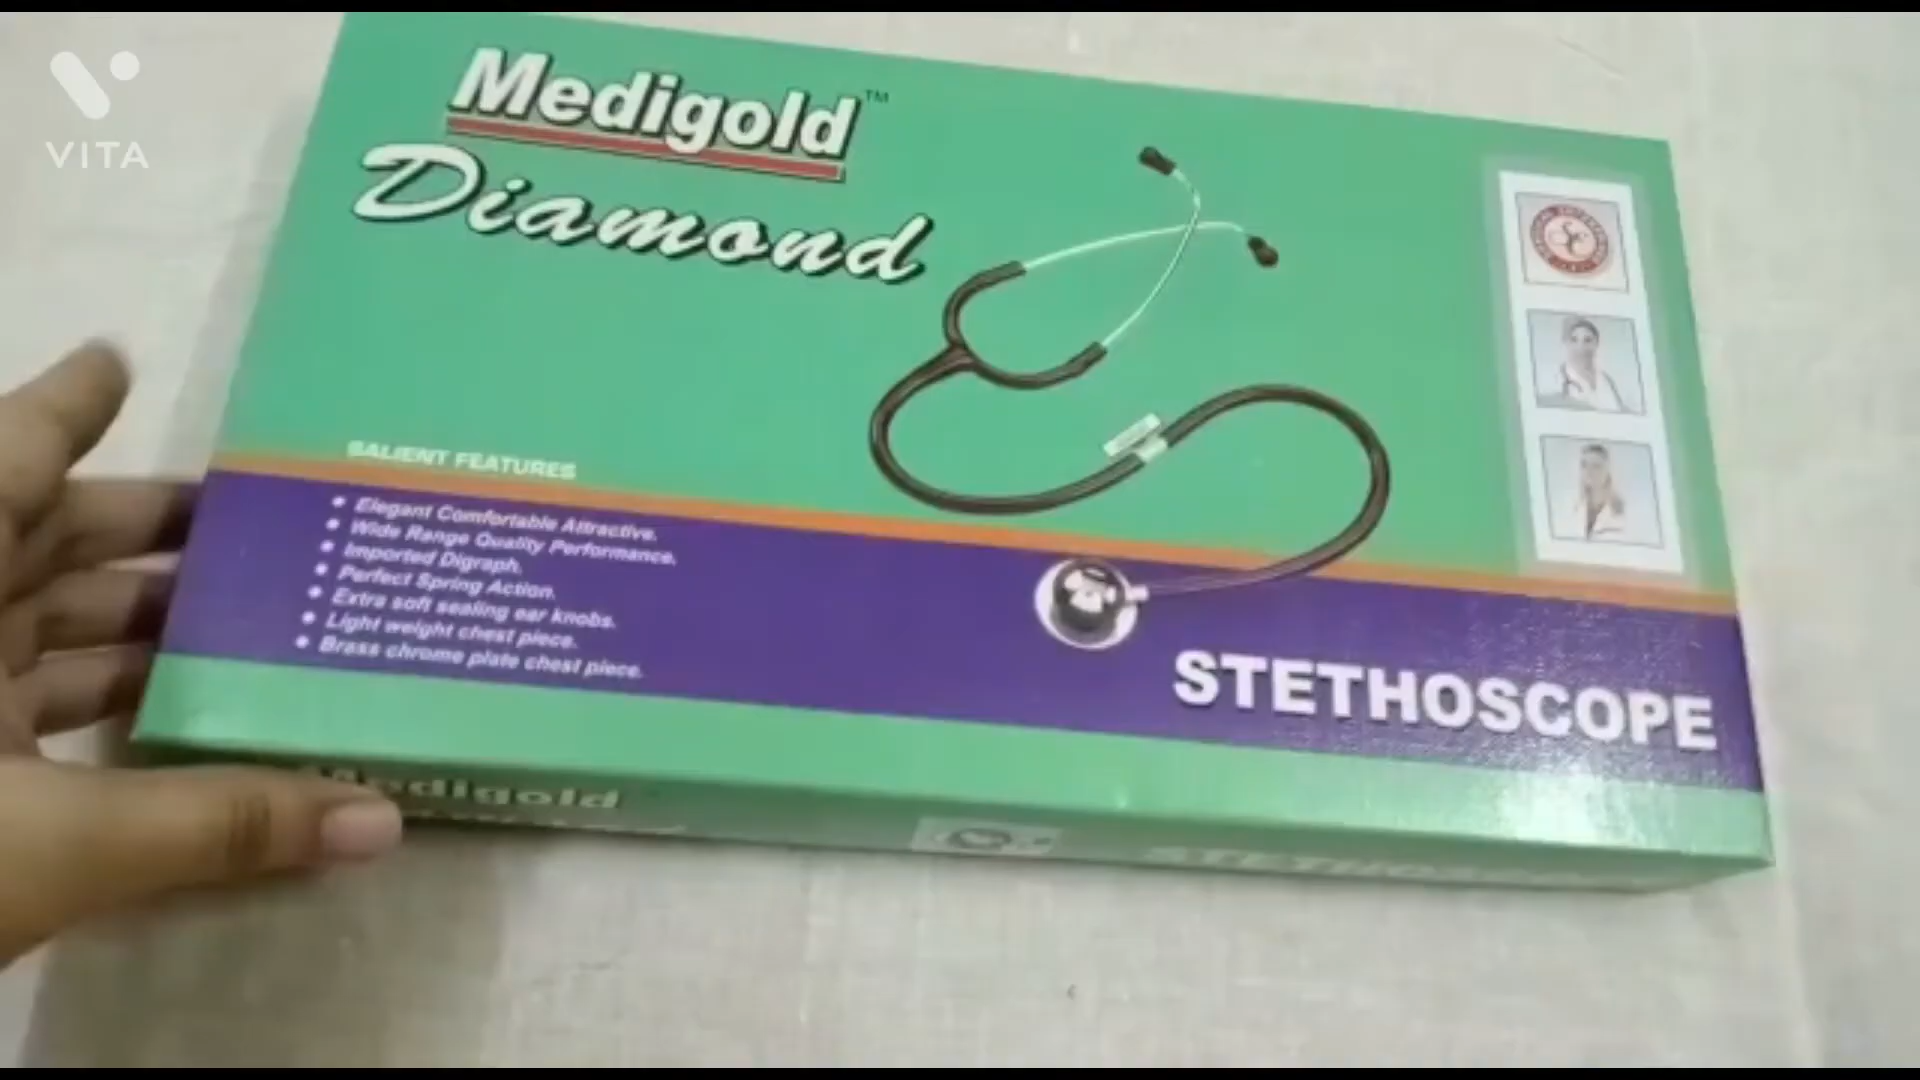 VITA
Medigold™
Diamond
SALIENT FEATURES
• Elegant Comfortable Attractive.
• Wide Range Quality Performance.
• Imported Digraph.
• Perfect Spring Action.
• Extra soft sealing ear knobs.
• Light weight chest piece.
• Brass chrome plate chest piece.
STETHOSCOPE
Medigold
STETHOSCOPE